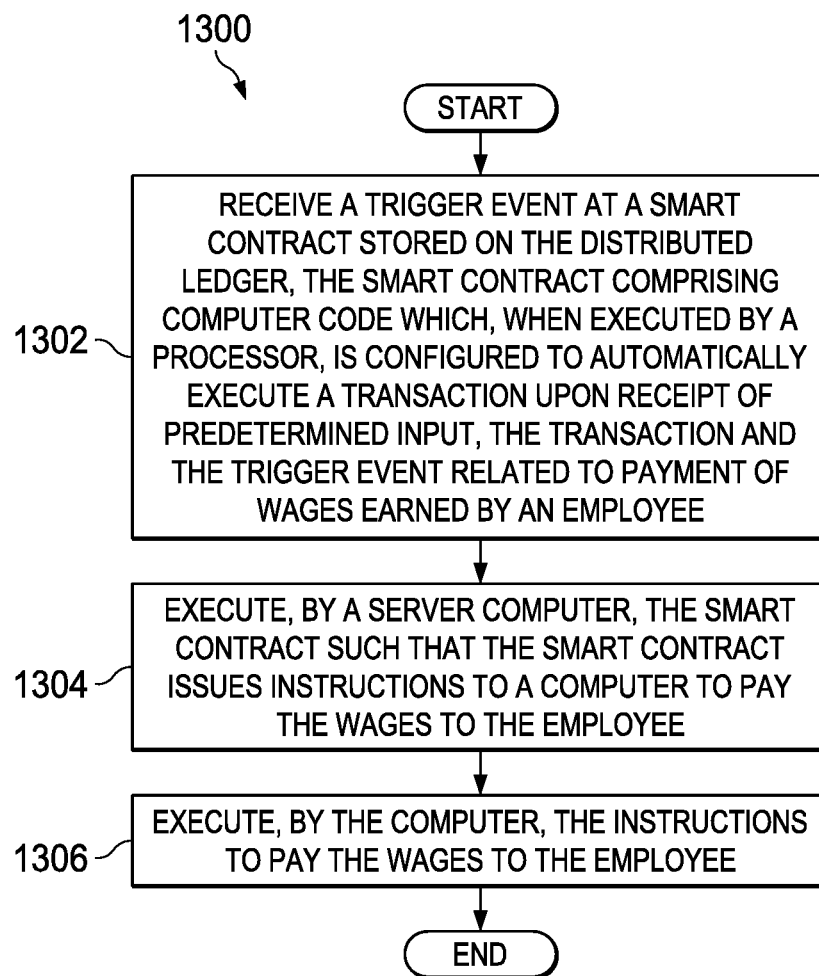 1300
START
RECEIVE A TRIGGER EVENT AT A SMART
CONTRACT STORED ON THE DISTRIBUTED
LEDGER, THE SMART CONTRACT COMPRISING
COMPUTER CODE WHICH, WHEN EXECUTED BY A
PROCESSOR, IS CONFIGURED TO AUTOMATICALLY
EXECUTE A TRANSACTION UPON RECEIPT OF
PREDETERMINED INPUT, THE TRANSACTION AND
THE TRIGGER EVENT RELATED TO PAYMENT OF
WAGES EARNED BY AN EMPLOYEE
1302
EXECUTE, BY A SERVER COMPUTER, THE SMART
CONTRACT SUCH THAT THE SMART CONTRACT
ISSUES INSTRUCTIONS TO A COMPUTER TO PAY
THE WAGES TO THE EMPLOYEE
1304
EXECUTE, BY THE COMPUTER, THE INSTRUCTIONS
TO PAY THE WAGES TO THE EMPLOYEE
1306
END